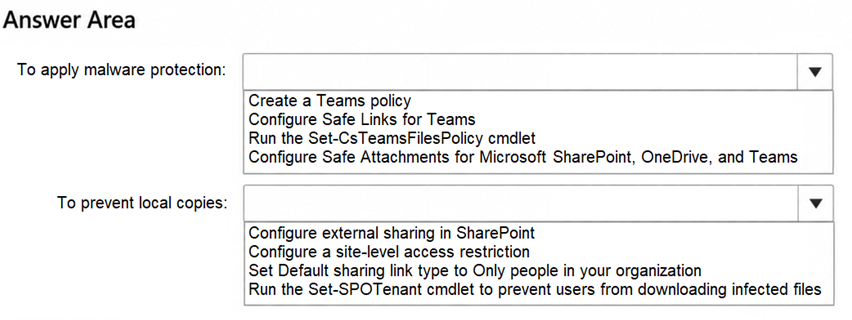 Answer Area
To apply malware protection:
Create a Teams policy
Configure Safe Links for Teams
Run the Set-CsTeamsFilesPolicy cmdlet
Configure Safe Attachments for Microsoft SharePoint, OneDrive, and Teams
To prevent local copies:
Configure external sharing in SharePoint
Configure a site-level access restriction
Set Default sharing link type to Only people in your organization
Run the Set-SPOTenant cmdlet to prevent users from downloading infected files